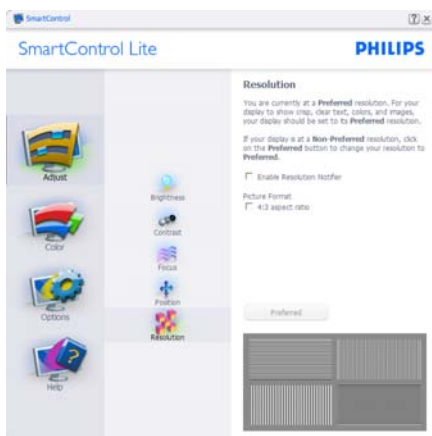 SmartControl
SmartControl Lite
PHILIPS
Adjust
Color
Options
Help
Brightness
Contrast
Focus
Position
Resolution
Resolution
You are currently at a Preferred resolution. For your
display to show crisp, clear text, colors, and images,
your display should be set to its Preferred resolution.
If your display is at a Non-Preferred resolution, click
on the Preferred button to change your resolution to
Preferred.
Enable Resolution Notifier
Picture Format
4:3 aspect ratio
Preferred